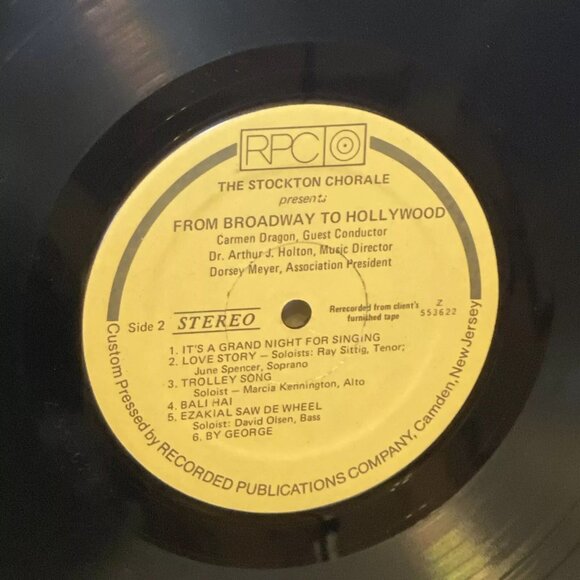 RPC
THE STOCKTON CHORALE
presents
FROM BROADWAY TO HOLLYWOOD
Carmen Dragon, Guest Conductor
Dr. Arthur J. Holton, Music Director
Dorsey Meyer, Association President
Side 2 STEREO
Rerecorded from client's
furnished tape
Z
553622
1. IT'S A GRAND NIGHT FOR SINGING
2. LOVE STORY – Soloists: Ray Sittig, Tenor;
June Spencer, Soprano
3. TROLLEY SONG
Soloist – Marcia Kennington, Alto
4. BALI HAI
5. EZAKIAL SAW DE WHEEL
Soloist: David Olsen, Bass
6. BY GEORGE
Custom Pressed by RECORDED PUBLICATIONS COMPANY, Camden, New Jersey